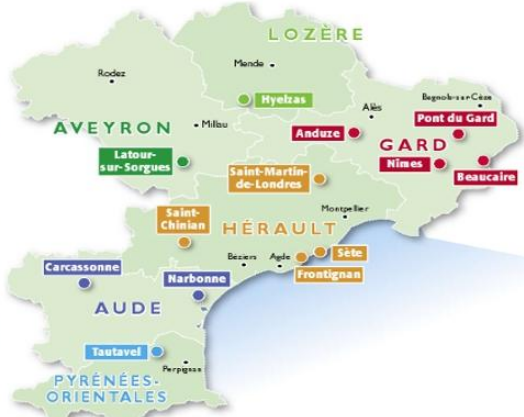 LOZÈRE
Mende
Rodez
Hyelzas
Bagnols-sur-Cèze
Alès
Pont du Gard
AVEYRON
Millau
Anduze
GARD
Latour-
sur-Sorgues
Nîmes
Beaucaire
Saint-Martin-
de-Londres
Saint-
Chinian
HÉRAULT
Montpellier
Sète
Béziers
Agde
Frontignan
Carcassonne
Narbonne
AUDE
Tautavel
Perpignan
PYRÉNÉES-
ORIENTALES